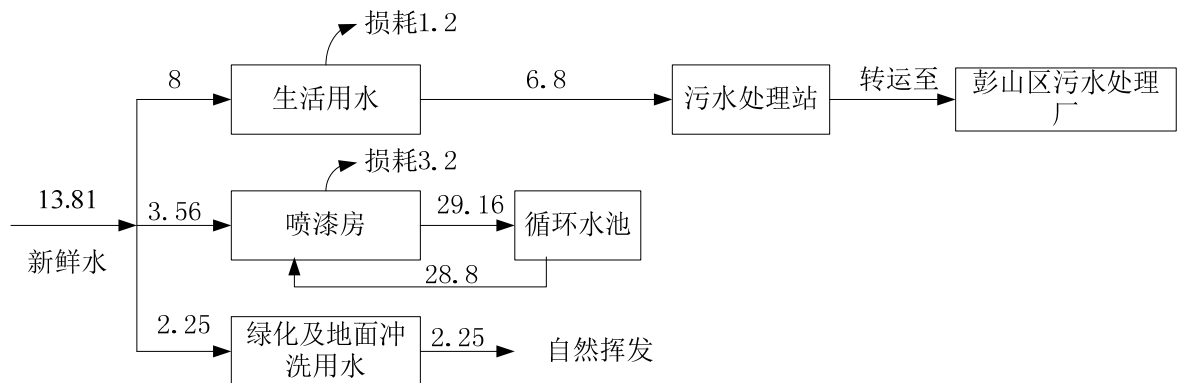 损耗1.2
8
生活用水
6.8
污水处理站
转运至
彭山区污水处理
厂
损耗3.2
13.81
新鲜水
3.56
喷漆房
29.16
循环水池
28.8
2.25
绿化及地面冲
洗用水
2.25
自然挥发